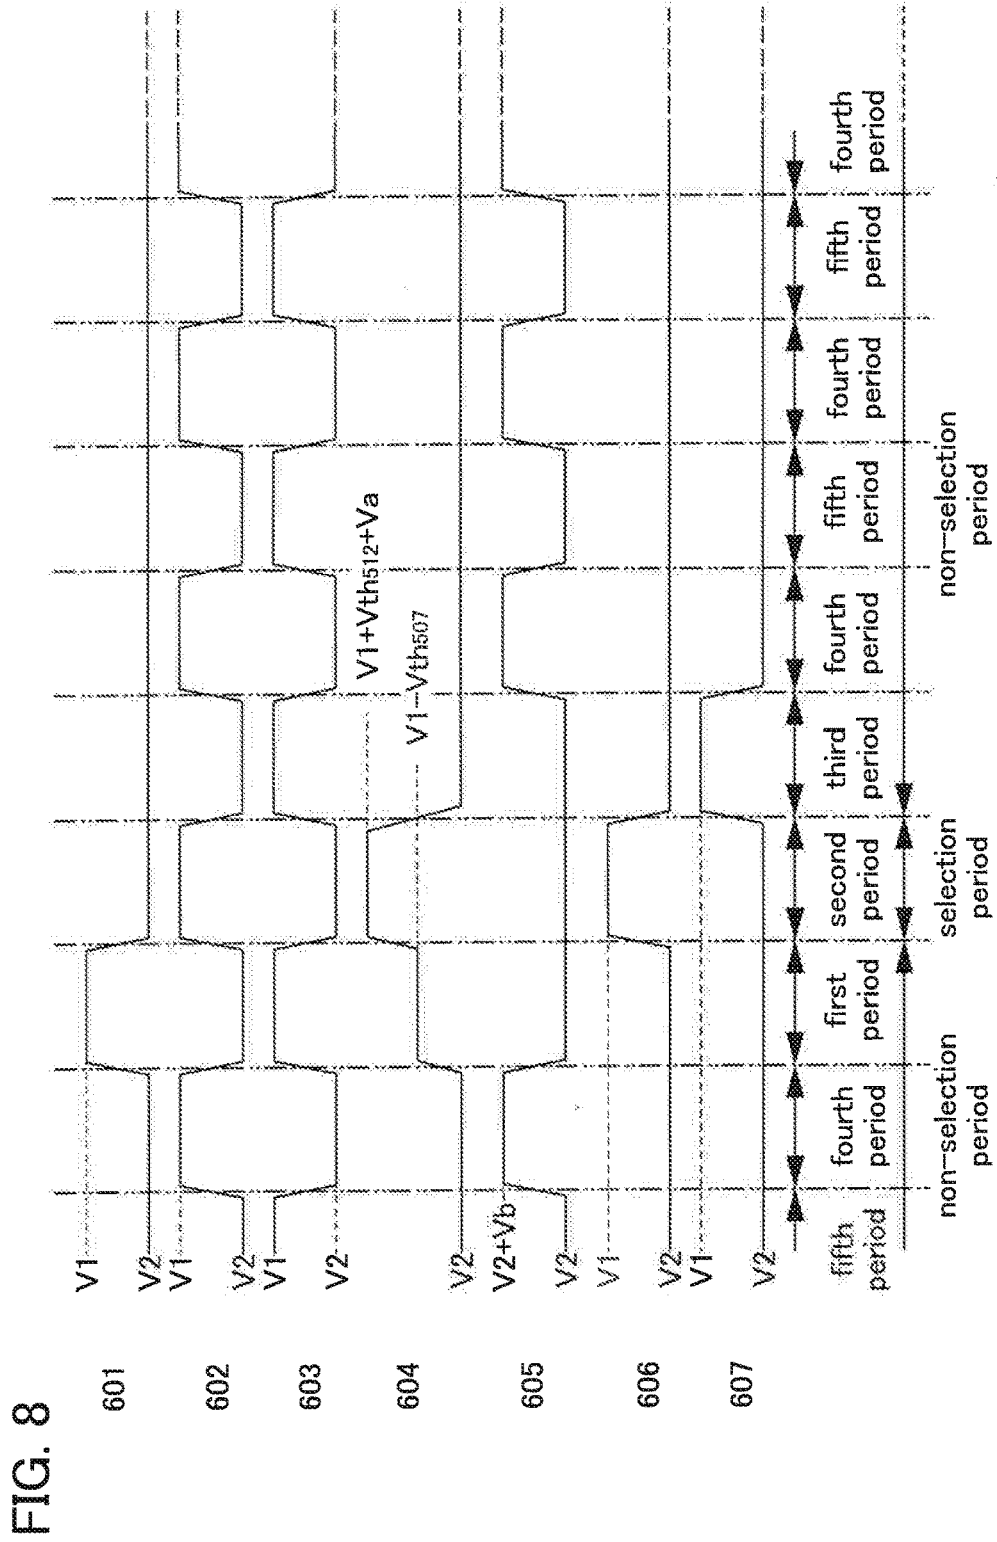 FIG. 8
601
V1
V2
602
V1
V2
603
V1
V2
604
V1+Vth512+Va
V1-Vth507
V2
605
V2+Vb
V2
606
V1
V2
607
V1
V2
fifth
period
fourth
period
first
period
second
period
third
period
fourth
period
fifth
period
fourth
period
fifth
period
fourth
period
non-selection
period
selection
period
non-selection
period